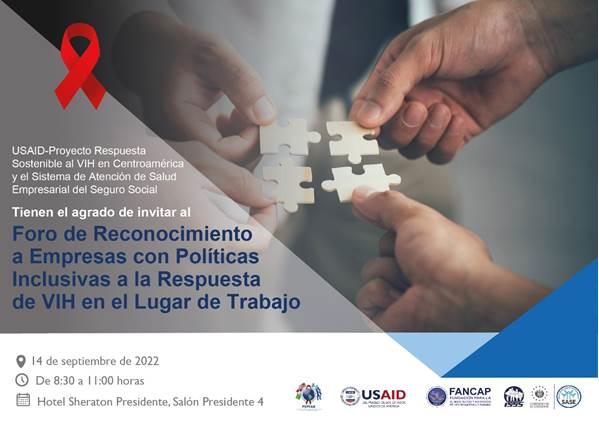 USAID-Proyecto Respuesta
Sostenible al VIH en Centroamérica
y el Sistema de Atención de Salud
Empresarial del Seguro Social
Tienen el agrado de invitar al
Foro de Reconocimiento
a Empresas con Políticas
Inclusivas a la Respuesta
de VIH en el Lugar de Trabajo
14 de septiembre de 2022
De 8:30 a 11:00 horas
Hotel Sheraton Presidente, Salón Presidente 4
PEPFAR
USAID
FANCAP
ISSS
SASE